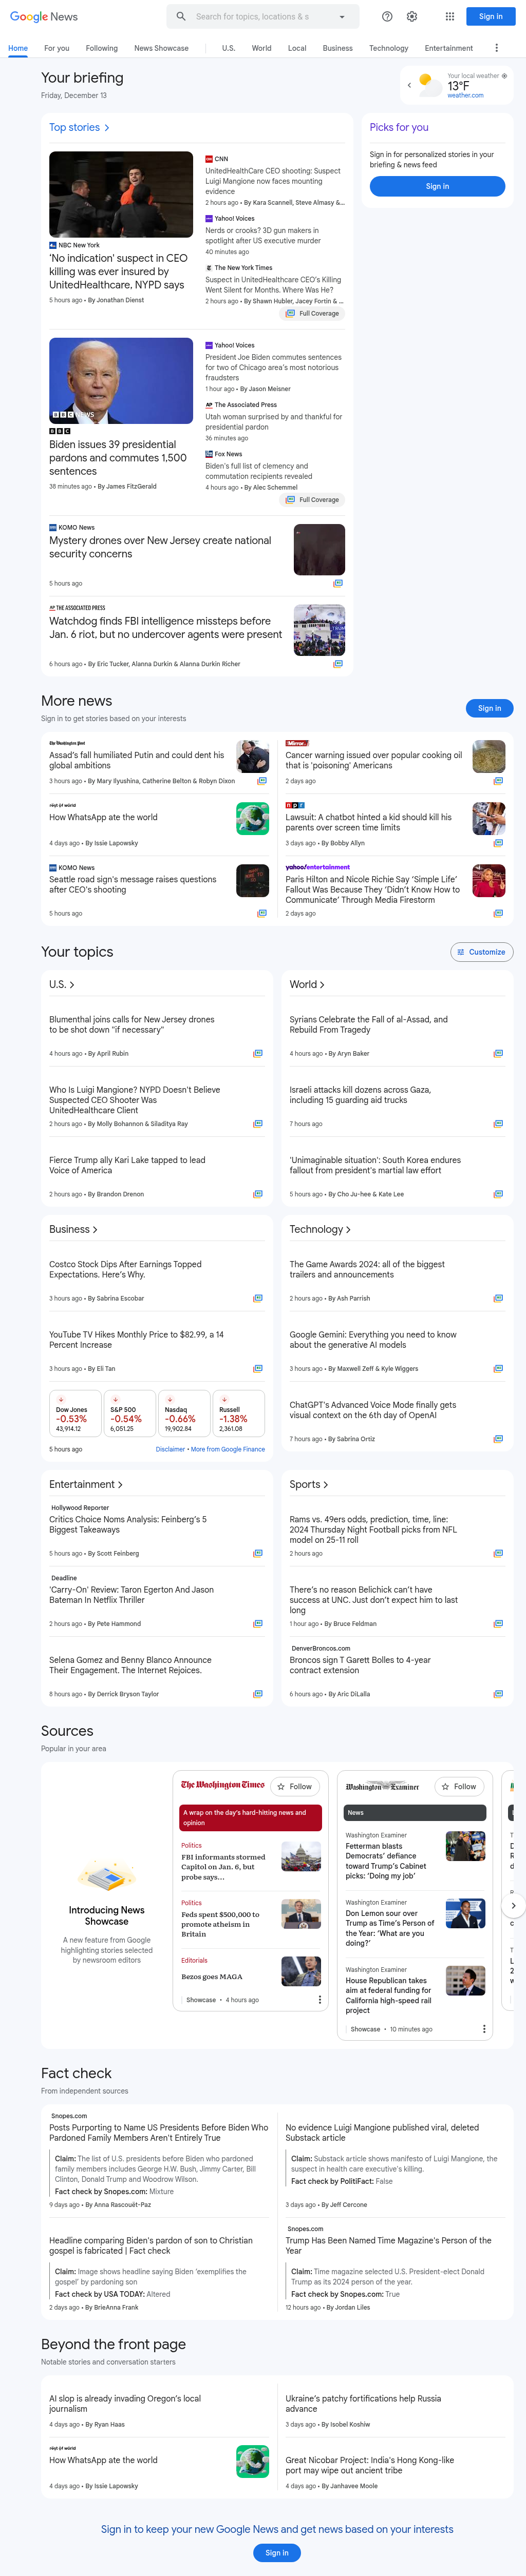 Google News
Search for topics, locations & s
Sign in
Home
For you
Following
News Showcase
U.S.
World
Local
Business
Technology
Entertainment
Your briefing
Friday, December 13
Your local weather
13°F
weather.com
Top stories
Picks for you
Sign in for personalized stories in your
briefing & news feed
Sign in
NBC New York
'No indication' suspect in CEO
killing was ever insured by
UnitedHealthcare, NYPD says
5 hours ago • By Jonathan Dienst
CNN
UnitedHealthCare CEO shooting: Suspect
Luigi Mangione now faces mounting
evidence
2 hours ago • By Kara Scannell, Steve Almasy &...
Yahoo! Voices
Nerds or crooks? 3D gun makers in
spotlight after US executive murder
40 minutes ago
The New York Times
Suspect in UnitedHealthcare CEO's Killing
Went Silent for Months. Where Was He?
2 hours ago • By Shawn Hubler, Jacey Fortin & ...
Full Coverage
BBC NEWS
BBC
Biden issues 39 presidential
pardons and commutes 1,500
sentences
38 minutes ago • By James FitzGerald
Yahoo! Voices
President Joe Biden commutes sentences
for two of Chicago area's most notorious
fraudsters
1 hour ago • By Jason Meisner
AP The Associated Press
Utah woman surprised by and thankful for
presidential pardon
36 minutes ago
Fox News
Biden's full list of clemency and
commutation recipients revealed
4 hours ago • By Alec Schemmel
Full Coverage
KOMO News
Mystery drones over New Jersey create national
security concerns
5 hours ago
AP THE ASSOCIATED PRESS
Watchdog finds FBI intelligence missteps before
Jan. 6 riot, but no undercover agents were present
6 hours ago • By Eric Tucker, Alanna Durkin & Alanna Durkin Richer
More news
Sign in to get stories based on your interests
Sign in
The Washington Post
Assad's fall humiliated Putin and could dent his
global ambitions
3 hours ago • By Mary Ilyushina, Catherine Belton & Robyn Dixon
Mirror
Cancer warning issued over popular cooking oil
that is 'poisoning' Americans
2 days ago
rest of world
How WhatsApp ate the world
4 days ago • By Issie Lapowsky
npr
Lawsuit: A chatbot hinted a kid should kill his
parents over screen time limits
3 days ago • By Bobby Allyn
KOMO News
Seattle road sign's message raises questions
after CEO's shooting
5 hours ago
yahoo!entertainment
Paris Hilton and Nicole Richie Say 'Simple Life'
Fallout Was Because They 'Didn't Know How to
Communicate' Through Media Firestorm
2 days ago
Your topics
Customize
U.S.
Blumenthal joins calls for New Jersey drones
to be shot down "if necessary"
4 hours ago • By April Rubin
Who Is Luigi Mangione? NYPD Doesn't Believe
Suspected CEO Shooter Was
UnitedHealthcare Client
2 hours ago • By Molly Bohannon & Siladitya Ray
Fierce Trump ally Kari Lake tapped to lead
Voice of America
2 hours ago • By Brandon Drenon
World
Syrians Celebrate the Fall of al-Assad, and
Rebuild From Tragedy
4 hours ago • By Aryn Baker
Israeli attacks kill dozens across Gaza,
including 15 guarding aid trucks
7 hours ago
'Unimaginable situation': South Korea endures
fallout from president's martial law effort
5 hours ago • By Cho Ju-hee & Kate Lee
Business
Costco Stock Dips After Earnings Topped
Expectations. Here's Why.
3 hours ago • By Sabrina Escobar
YouTube TV Hikes Monthly Price to $82.99, a 14
Percent Increase
3 hours ago • By Eli Tan
Dow Jones
-0.53%
43,914.12
S&P 500
-0.54%
6,051.25
Nasdaq
-0.66%
19,902.84
Russell
-1.38%
2,361.08
5 hours ago
Disclaimer • More from Google Finance
Technology
The Game Awards 2024: all of the biggest
trailers and announcements
2 hours ago • By Ash Parrish
Google Gemini: Everything you need to know
about the generative AI models
3 hours ago • By Maxwell Zeff & Kyle Wiggers
ChatGPT's Advanced Voice Mode finally gets
visual context on the 6th day of OpenAI
7 hours ago • By Sabrina Ortiz
Entertainment
Hollywood Reporter
Critics Choice Noms Analysis: Feinberg's 5
Biggest Takeaways
5 hours ago • By Scott Feinberg
Deadline
'Carry-On' Review: Taron Egerton And Jason
Bateman In Netflix Thriller
2 hours ago • By Pete Hammond
Selena Gomez and Benny Blanco Announce
Their Engagement. The Internet Rejoices.
8 hours ago • By Derrick Bryson Taylor
Sports
Rams vs. 49ers odds, prediction, time, line:
2024 Thursday Night Football picks from NFL
model on 25-11 roll
2 hours ago
There's no reason Belichick can't have
success at UNC. Just don't expect him to last
long
1 hour ago • By Bruce Feldman
DenverBroncos.com
Broncos sign T Garett Bolles to 4-year
contract extension
6 hours ago • By Aric DiLalla
Sources
Popular in your area
Introducing News
Showcase
A new feature from Google
highlighting stories selected
by newsroom editors
The Washington Times
Follow
A wrap on the day's hard-hitting news and
opinion
Politics
FBI informants stormed
Capitol on Jan. 6, but
probe says...
Politics
Feds spent $500,000 to
promote atheism in
Britain
Editorials
Bezos goes MAGA
Showcase • 4 hours ago
Washington Examiner
Follow
News
Washington Examiner
Fetterman blasts
Democrats' defiance
toward Trump's Cabinet
picks: 'Doing my job'
Washington Examiner
Don Lemon sour over
Trump as Time's Person of
the Year: 'What are you
doing?'
Washington Examiner
House Republican takes
aim at federal funding for
California high-speed rail
project
Showcase • 10 minutes ago
Fact check
From independent sources
Snopes.com
Posts Purporting to Name US Presidents Before Biden Who
Pardoned Family Members Aren't Entirely True
Claim: The list of U.S. presidents before Biden who pardoned
family members includes George H.W. Bush, Jimmy Carter, Bill
Clinton, Donald Trump and Woodrow Wilson.
Fact check by Snopes.com: Mixture
9 days ago • By Anna Rascouët-Paz
No evidence Luigi Mangione published viral, deleted
Substack article
Claim: Substack article shows manifesto of Luigi Mangione, the
suspect in health care executive's killing.
Fact check by PolitiFact: False
3 days ago • By Jeff Cercone
Headline comparing Biden's pardon of son to Christian
gospel is fabricated | Fact check
Claim: Image shows headline saying Biden 'exemplifies the
gospel' by pardoning son
Fact check by USA TODAY: Altered
2 days ago • By BrieAnna Frank
Snopes.com
Trump Has Been Named Time Magazine's Person of the
Year
Claim: Time magazine selected U.S. President-elect Donald
Trump as its 2024 person of the year.
Fact check by Snopes.com: True
12 hours ago • By Jordan Liles
Beyond the front page
Notable stories and conversation starters
AI slop is already invading Oregon's local
journalism
4 days ago • By Ryan Haas
Ukraine's patchy fortifications help Russia
advance
3 days ago • By Isobel Koshiw
rest of world
How WhatsApp ate the world
4 days ago • By Issie Lapowsky
Great Nicobar Project: India's Hong Kong-like
port may wipe out ancient tribe
4 days ago • By Janhavee Moole
Sign in to keep your new Google News and get news based on your interests
Sign in